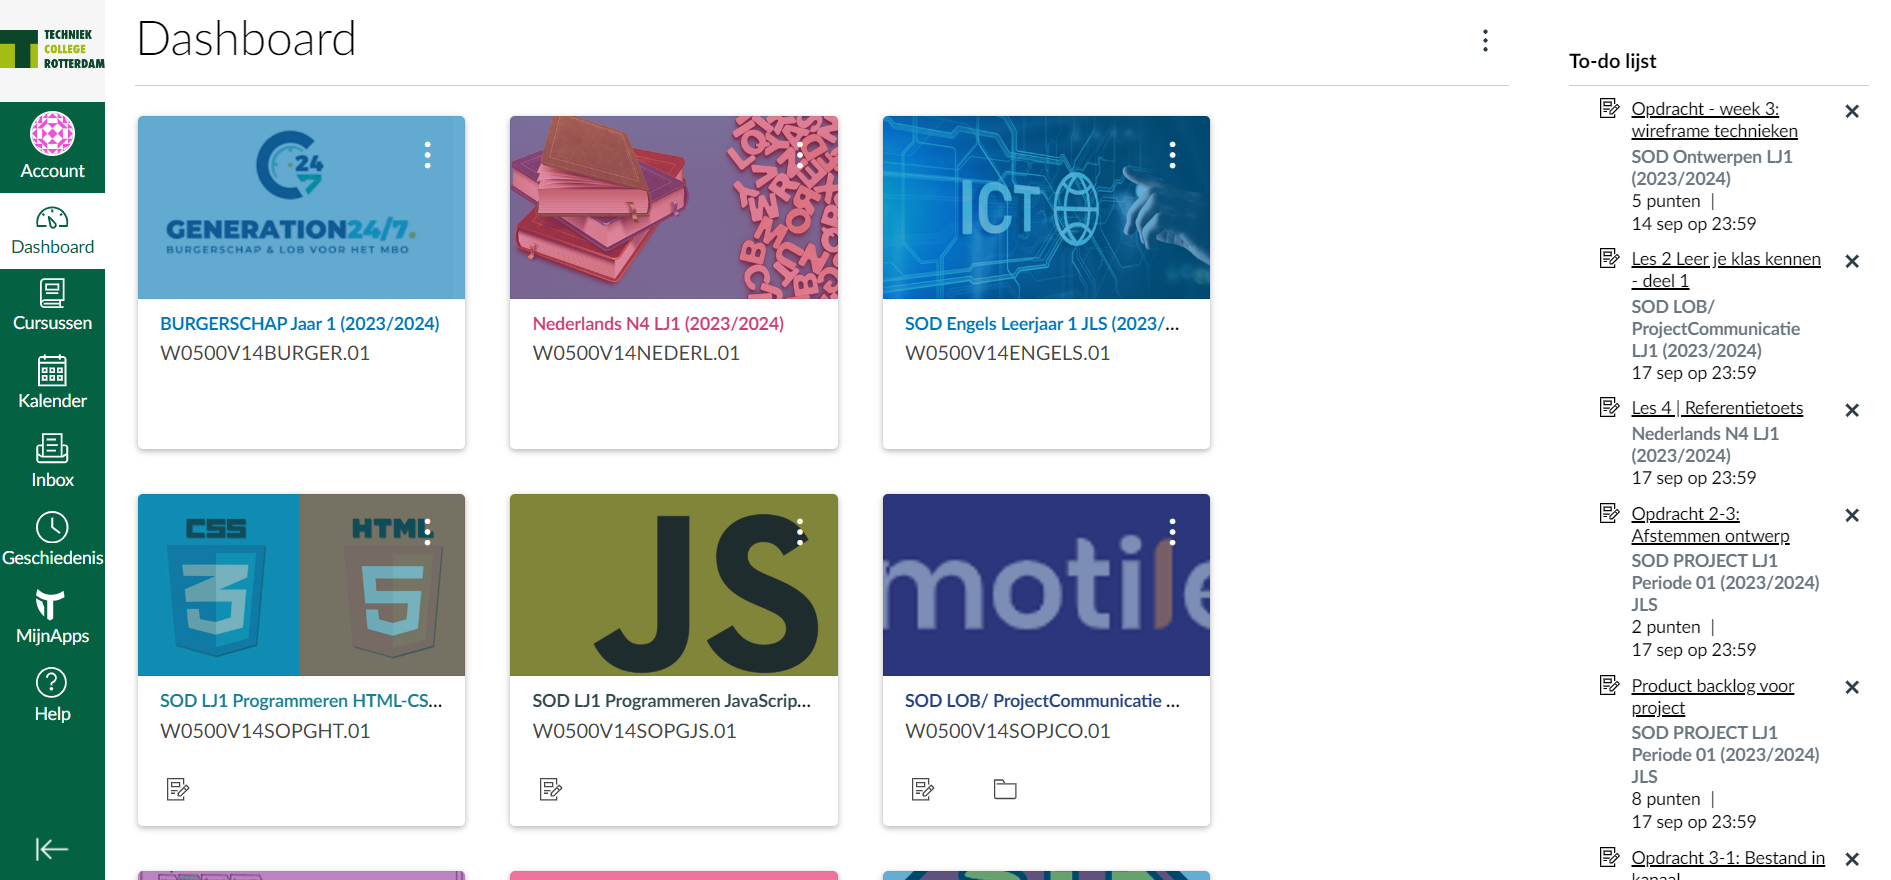 TECHNIEK
COLLEGE
ROTTERDAM
Account
Dashboard
Cursussen
Kalender
Inbox
Geschiedenis
MijnApps
Help
Dashboard
24
7
GENERATION24/7.
BURGERSCHAP & LOB VOOR HET MBO
BURGERSCHAP Jaar 1 (2023/2024)
W0500V14BURGER.01
Nederlands N4 LJ1 (2023/2024)
W0500V14NEDERL.01
ICT
SOD Engels Leerjaar 1 JLS (2023/...
W0500V14ENGELS.01
CSS
3
HTML
5
SOD LJ1 Programmeren HTML-CS...
W0500V14SOPGHT.01
JS
SOD LJ1 Programmeren JavaScrip...
W0500V14SOPGJS.01
motile
SOD LOB/ ProjectCommunicatie ...
W0500V14SOPJCO.01
To-do lijst
Opdracht - week 3:
wireframe technieken
SOD Ontwerpen LJ1
(2023/2024)
5 punten |
14 sep op 23:59
Les 2 Leer je klas kennen
- deel 1
SOD LOB/
ProjectCommunicatie
LJ1 (2023/2024)
17 sep op 23:59
Les 4 | Referentietoets
Nederlands N4 LJ1
(2023/2024)
17 sep op 23:59
Opdracht 2-3:
Afstemmen ontwerp
SOD PROJECT LJ1
Periode 01 (2023/2024)
JLS
2 punten |
17 sep op 23:59
Product backlog voor
project
SOD PROJECT LJ1
Periode 01 (2023/2024)
JLS
8 punten |
17 sep op 23:59
Opdracht 3-1: Bestand in
kanaal